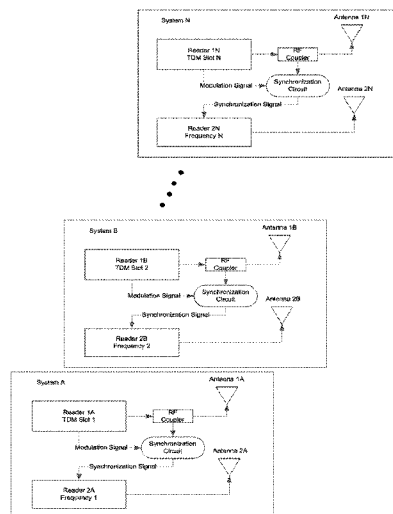 System N
Antenna 1N
Reader 1N
TDM Slot N
RF
Coupler
Modulation Signal
Synchronization
Circuit
Antenna 2N
Synchronization Signal
Reader 2N
Frequency N
System B
Antenna 1B
Reader 1B
TDM Slot 2
RF
Coupler
Modulation Signal
Synchronization
Circuit
Antenna 2B
Synchronization Signal
Reader 2B
Frequency 2
System A
Antenna 1A
Reader 1A
TDM Slot 1
RF
Coupler
Modulation Signal
Synchronization
Circuit
Antenna 2A
Synchronization Signal
Reader 2A
Frequency 1